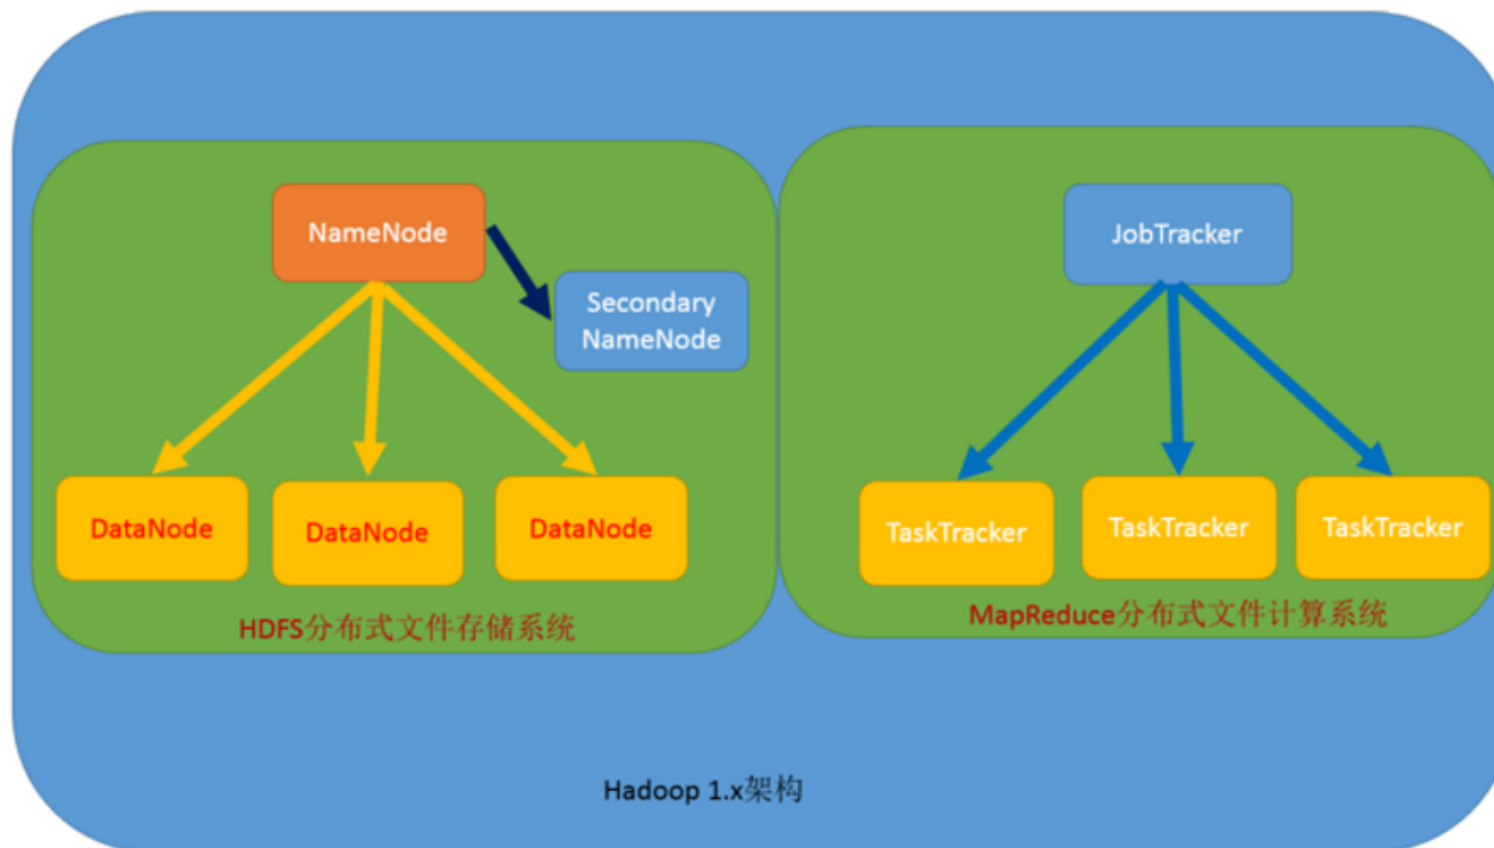 NameNode
Secondary
NameNode
DataNode
DataNode
DataNode
HDFS分布式文件存储系统
JobTracker
TaskTracker
TaskTracker
TaskTracker
MapReduce分布式文件计算系统
Hadoop 1.x架构